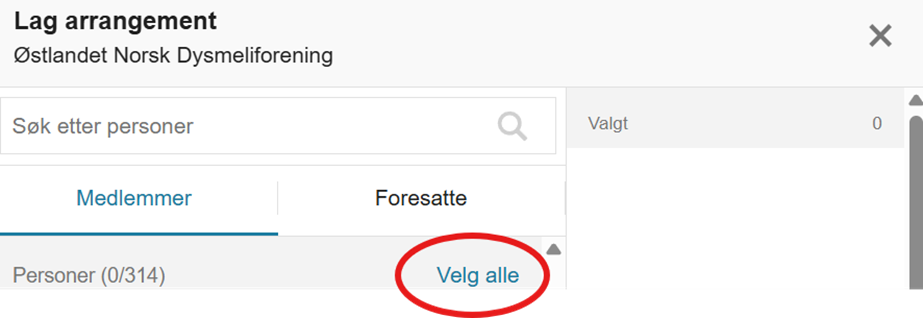 Lag arrangement
Østlandet Norsk Dysmeliforening
Søk etter personer
Valgt 0
Medlemmer Foresatte
Personer (0/314) Velg alle